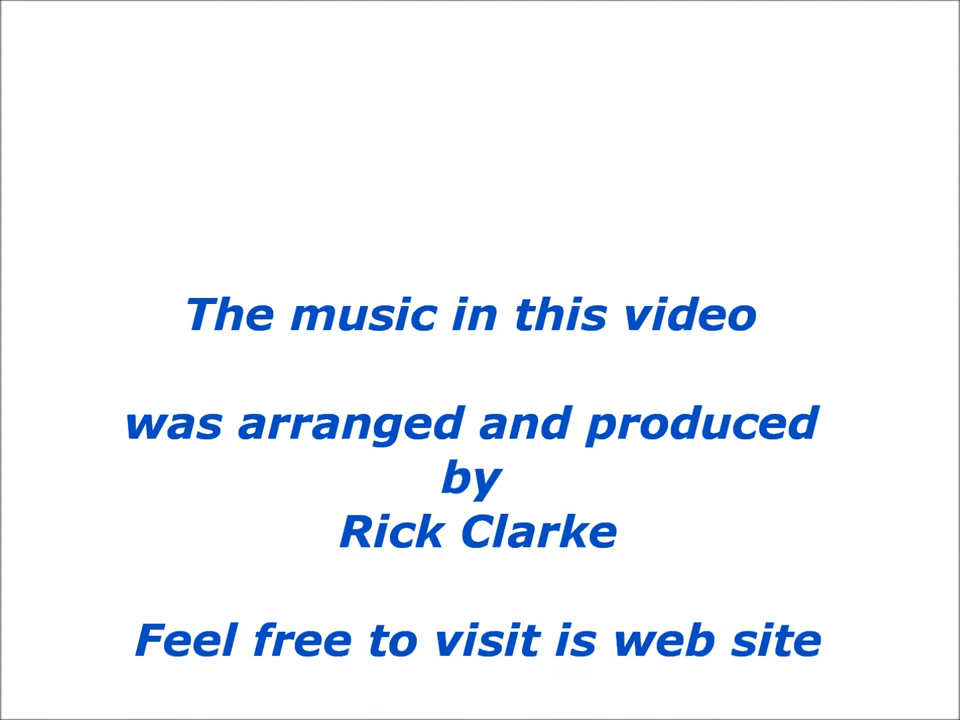 The music in this video
was arranged and produced
by
Rick Clarke
Feel free to visit is web site